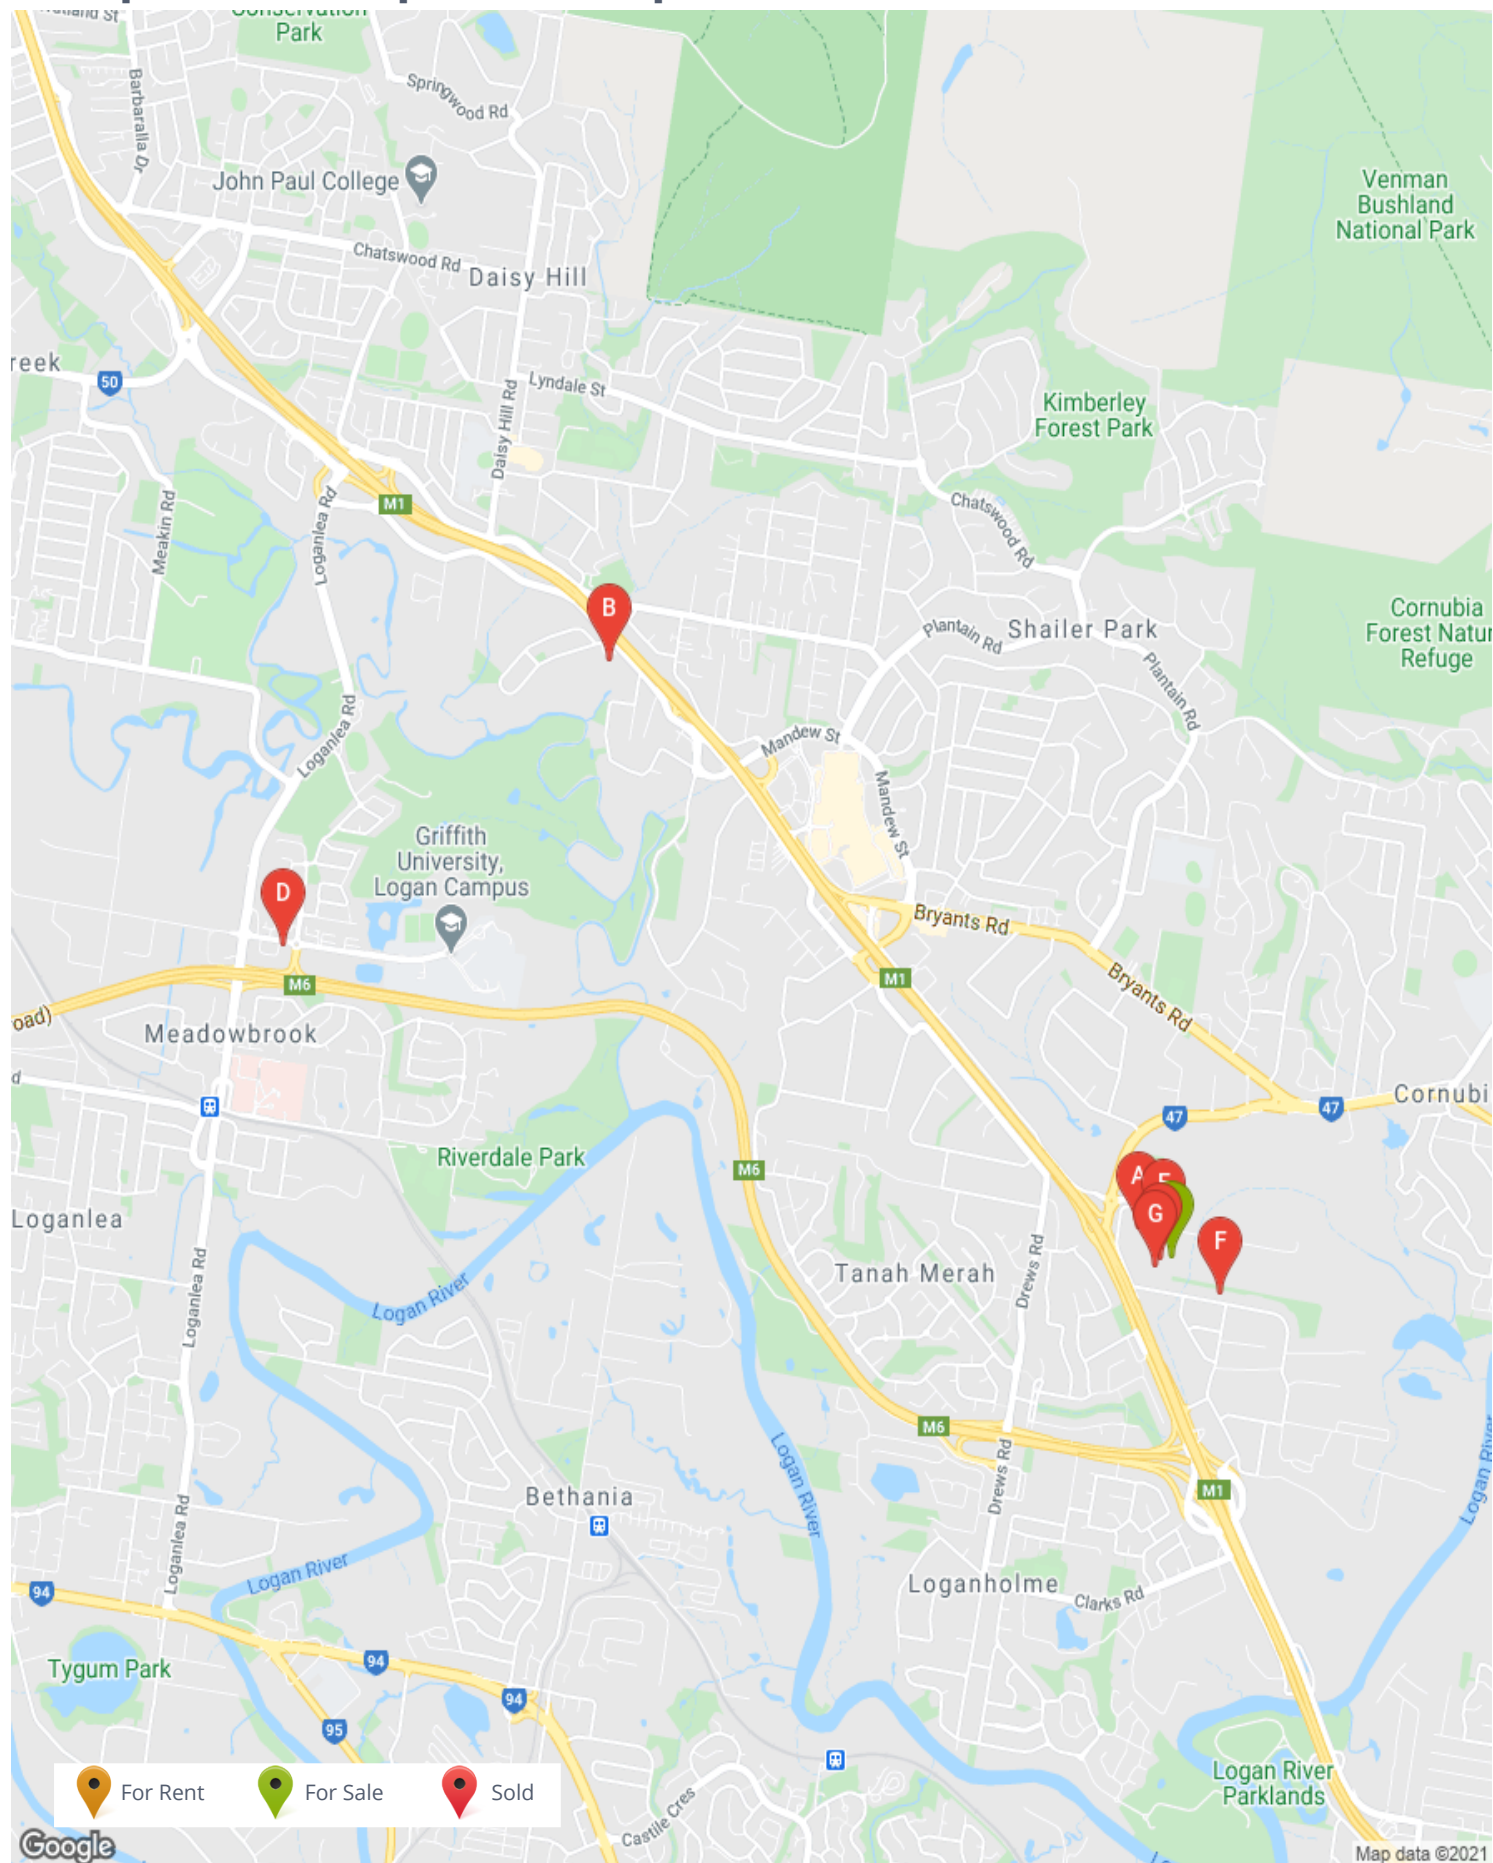 Conservation
Park
Barbaralla Dr
Springwood Rd
John Paul College
Venman
Bushland
National Park
Chatswood Rd
Daisy Hill
reek
50
Lyndale St
Daisy Hill Rd
Kimberley
Forest Park
Meakin Rd
Loganlea Rd
M1
Chatswood Rd
B
Plantain Rd
Shailer Park
Cornubia
Forest Natur
Refuge
Plantain Rd
Loganlea Rd
Mandew St
Mandew St
Griffith
University,
Logan Campus
D
Bryants Rd
M1
M6
Bryants Rd
oad)
Meadowbrook
d
Cornubi
47
47
Riverdale Park
M6
A
E
G
F
Loganlea
Drews Rd
Tanah Merah
Logan River
Loganlea Rd
M6
Logan River
Drews Rd
Logan River
Bethania
M1
Loganlea Rd
Logan River
Loganholme
Clarks Rd
94
Tygum Park
94
94
95
Logan River
Parklands
For Rent
For Sale
Sold
Castile Cres
Google
Map data ©2021